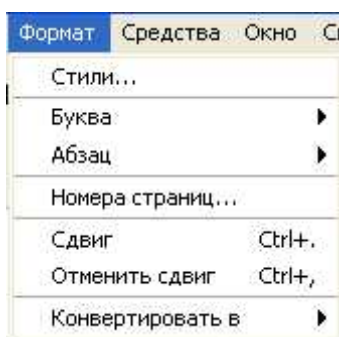 Формат Средства Окно
Стили...
Буква
Абзац
Номера страниц...
Сдвиг Ctrl+.
Отменить сдвиг Ctrl+,
Конвертировать в